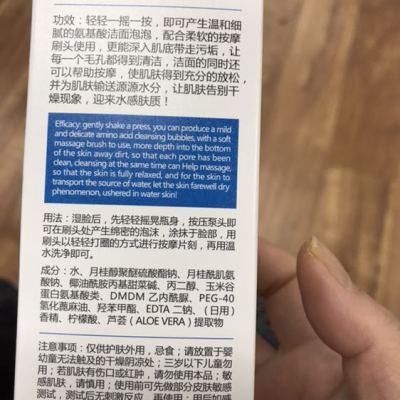 功效：轻轻一摇一按，即可产生温和细
腻的氨基酸洁面泡泡，配合柔软的按摩
刷头使用，更能深入肌底带走污垢，让
每一个毛孔都得到清洁，洁面的同时还
可以帮助按摩，使肌肤得到充分的放松，
并为肌肤输送源源水分，让肌肤告别干
燥现象，迎来水感肤质！
Efficacy: gently shake a press, you can produce a mild
and delicate amino acid cleansing bubbles, with a soft
massage brush to use, more depth into the bottom
of the skin away dirt, so that each pore has been
clean, cleansing at the same time can Help massage,
so that the skin is fully relaxed, and for the skin to
transport the source of water, let the skin farewell dry
phenomenon, ushered in water skin!
用法：湿脸后，先轻轻摇晃瓶身，按压泵头即
可在刷头处产生绵密的泡沫，涂抹于脸部，用
刷头以轻轻打圈的方式进行按摩片刻，再用温
水洗净即可。
成分：水、月桂醇聚醚硫酸酯钠、月桂酰肌氨
酸钠、椰油酰胺丙基甜菜碱、丙二醇、玉米谷
蛋白氨基酸类、DMDM 乙内酰脲、PEG-40
氢化蓖麻油、羟苯甲酯、EDTA 二钠、（日用）
香精、柠檬酸、芦荟（ALOE VERA）提取物
注意事项：仅供护肤外用，忌食；请放置于婴
幼童无法触及的干燥阴凉处；三岁以下儿童勿
用；若肌肤有伤口或红肿，请勿使用本品；敏
感肌肤，请慎用；使用前可先做部分皮肤敏感
测试，测试后无刺激反应，再使用；用后如感